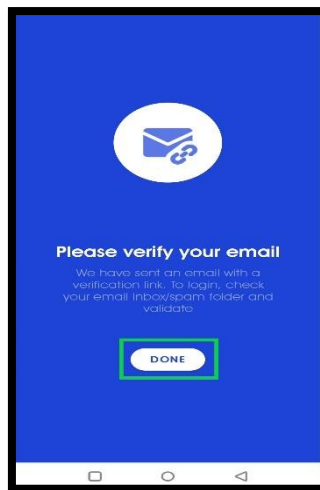 Please verify your email
We have sent an email with a
verification link. To login, check
your email inbox/spam folder and
validate
DONE